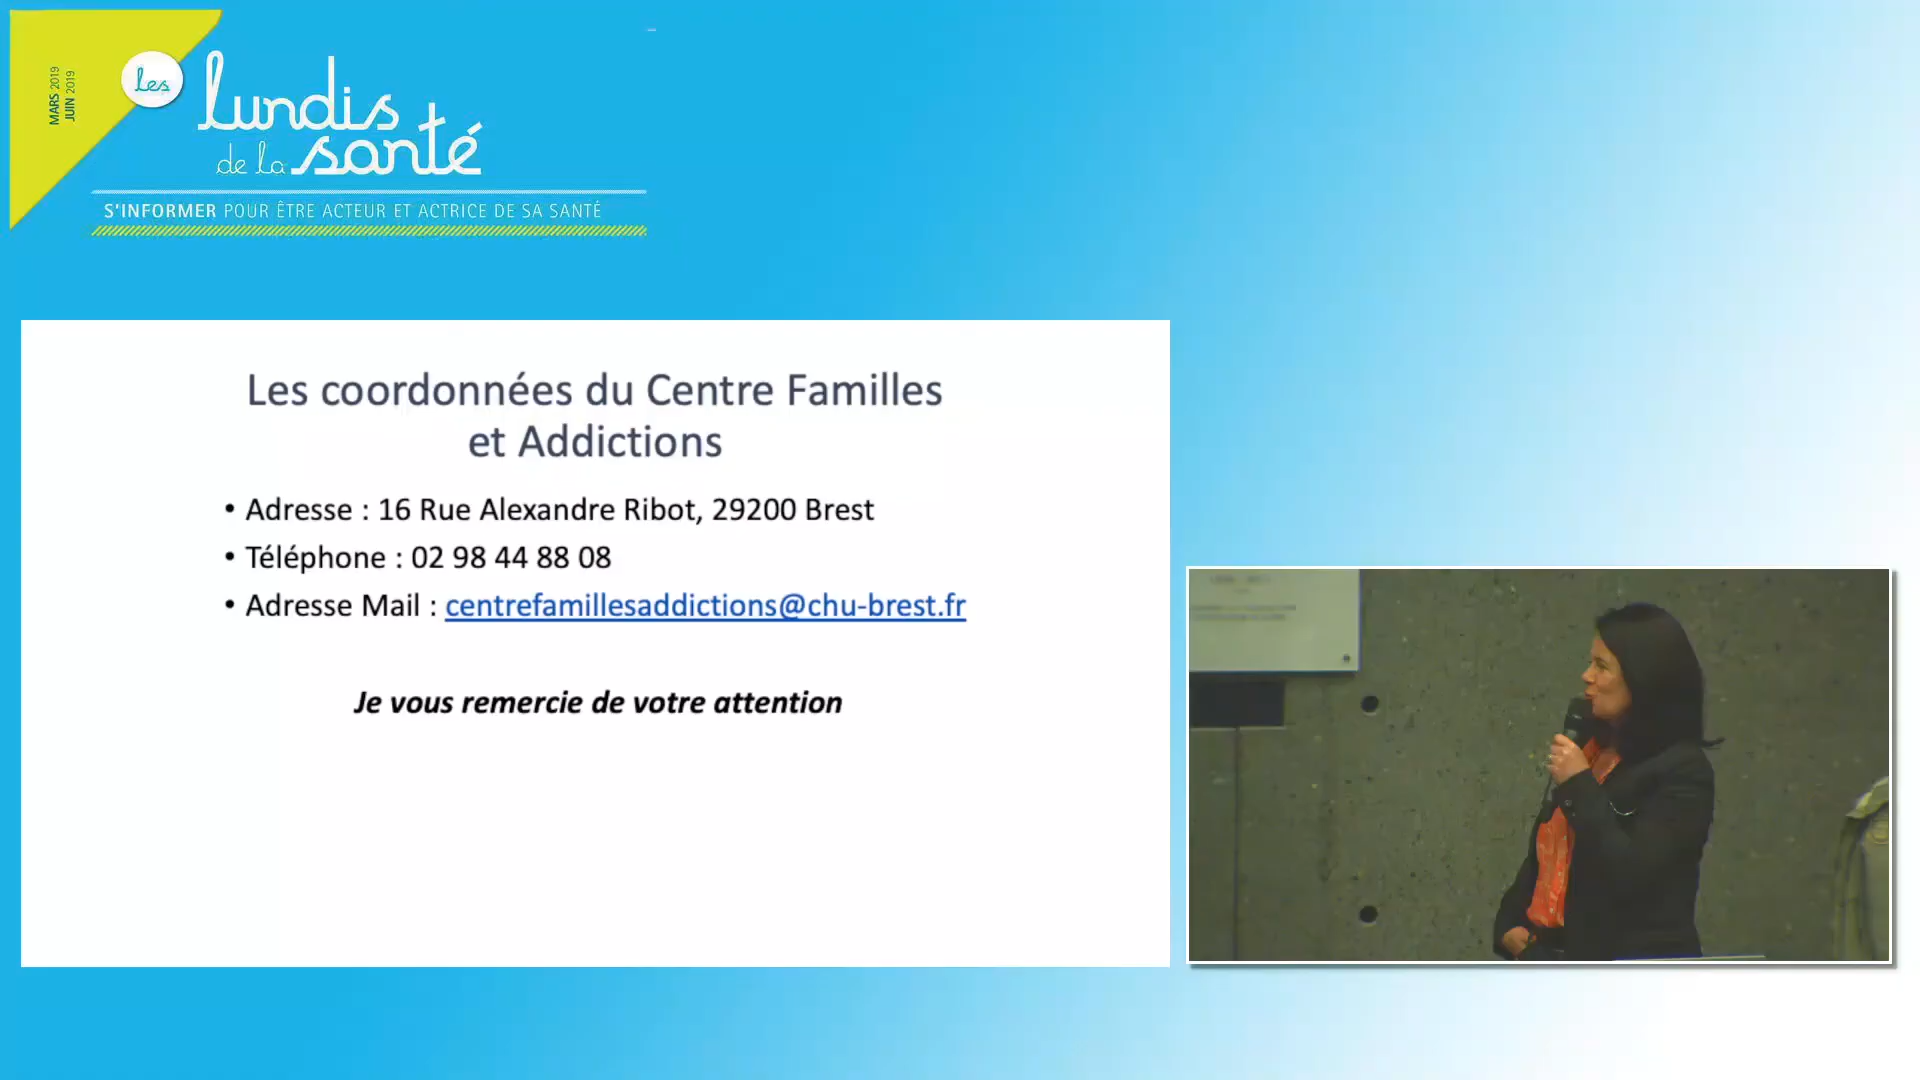 MARS 2019
JUIN 2019
les
lundis
de la santé
S'INFORMER POUR ÊTRE ACTEUR ET ACTRICE DE SA SANTÉ
Les coordonnées du Centre Familles
et Addictions
• Adresse : 16 Rue Alexandre Ribot, 29200 Brest
• Téléphone : 02 98 44 88 08
• Adresse Mail : centrefamillesaddictions@chu-brest.fr
Je vous remercie de votre attention